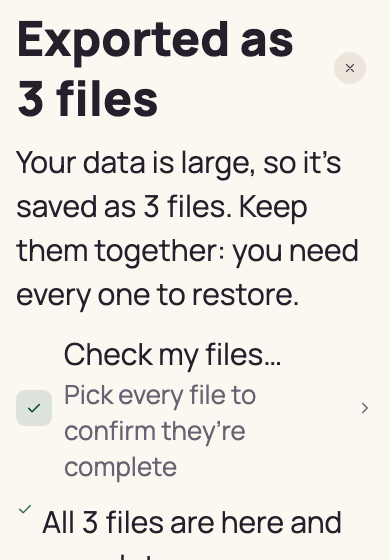 Exported as
3 files
Your data is large, so it's
saved as 3 files. Keep
them together: you need
every one to restore.
Check my files…
Pick every file to
confirm they're
complete
All 3 files are here and